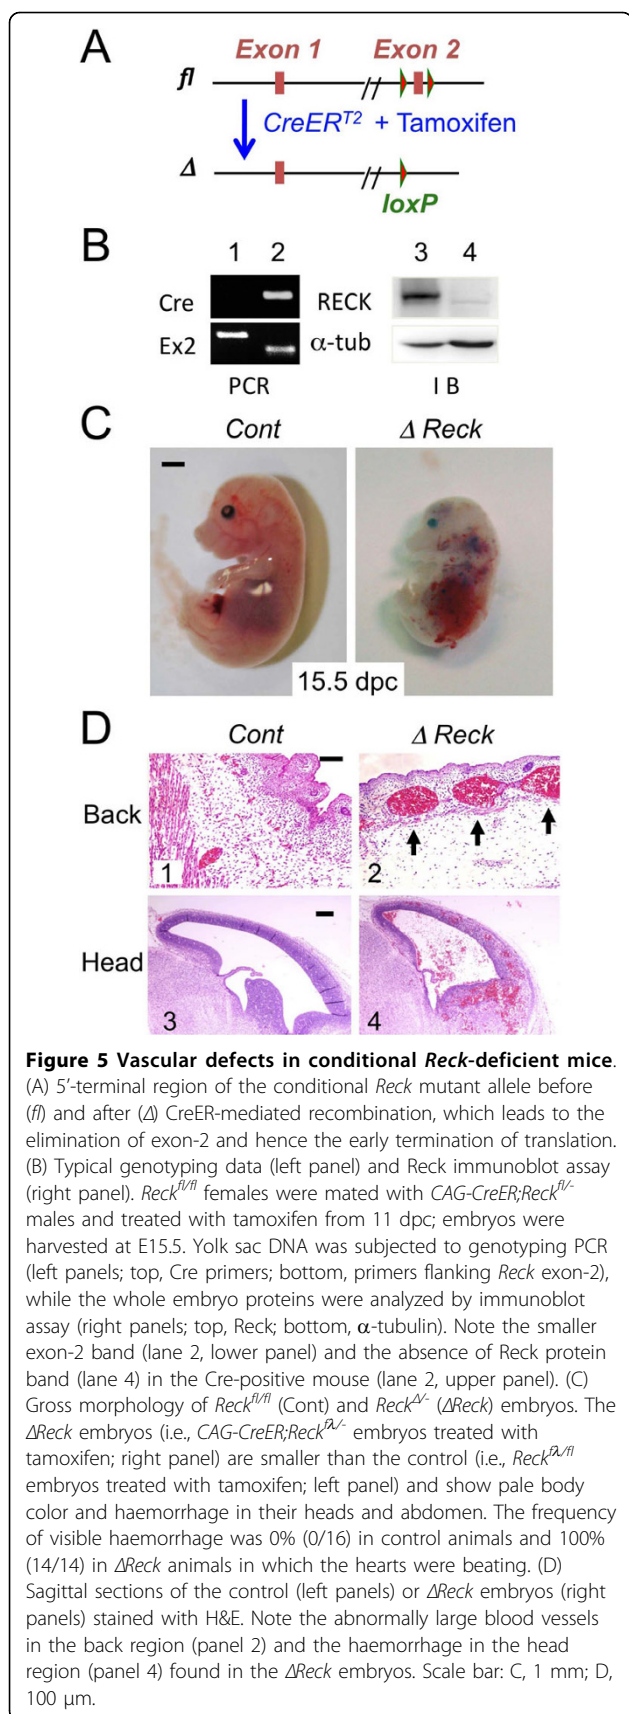 A
Exon 1 Exon 2
fl
CreER^T2 + Tamoxifen
Δ
loxP
B
1 2 3 4
Cre RECK
Ex2 α-tub
PCR I B
C
Cont Δ Reck
15.5 dpc
D
Cont Δ Reck
Back
1 2
Head
3 4
Figure 5 Vascular defects in conditional Reck-deficient mice.
(A) 5′-terminal region of the conditional Reck mutant allele before
(fl) and after (Δ) CreER-mediated recombination, which leads to the
elimination of exon-2 and hence the early termination of translation.
(B) Typical genotyping data (left panel) and Reck immunoblot assay
(right panel). Reck^fl/fl females were mated with CAG-CreER;Reck^fl/-
males and treated with tamoxifen from 11 dpc; embryos were
harvested at E15.5. Yolk sac DNA was subjected to genotyping PCR
(left panels; top, Cre primers; bottom, primers flanking Reck exon-2),
while the whole embryo proteins were analyzed by immunoblot
assay (right panels; top, Reck; bottom, α-tubulin). Note the smaller
exon-2 band (lane 2, lower panel) and the absence of Reck protein
band (lane 4) in the Cre-positive mouse (lane 2, upper panel). (C)
Gross morphology of Reck^fl/fl (Cont) and Reck^Δ/- (ΔReck) embryos. The
ΔReck embryos (i.e., CAG-CreER;Reck^fλ/- embryos treated with
tamoxifen; right panel) are smaller than the control (i.e., Reck^fλ/fl
embryos treated with tamoxifen; left panel) and show pale body
color and haemorrhage in their heads and abdomen. The frequency
of visible haemorrhage was 0% (0/16) in control animals and 100%
(14/14) in ΔReck animals in which the hearts were beating. (D)
Sagittal sections of the control (left panels) or ΔReck embryos (right
panels) stained with H&E. Note the abnormally large blood vessels
in the back region (panel 2) and the haemorrhage in the head
region (panel 4) found in the ΔReck embryos. Scale bar: C, 1 mm; D,
100 μm.